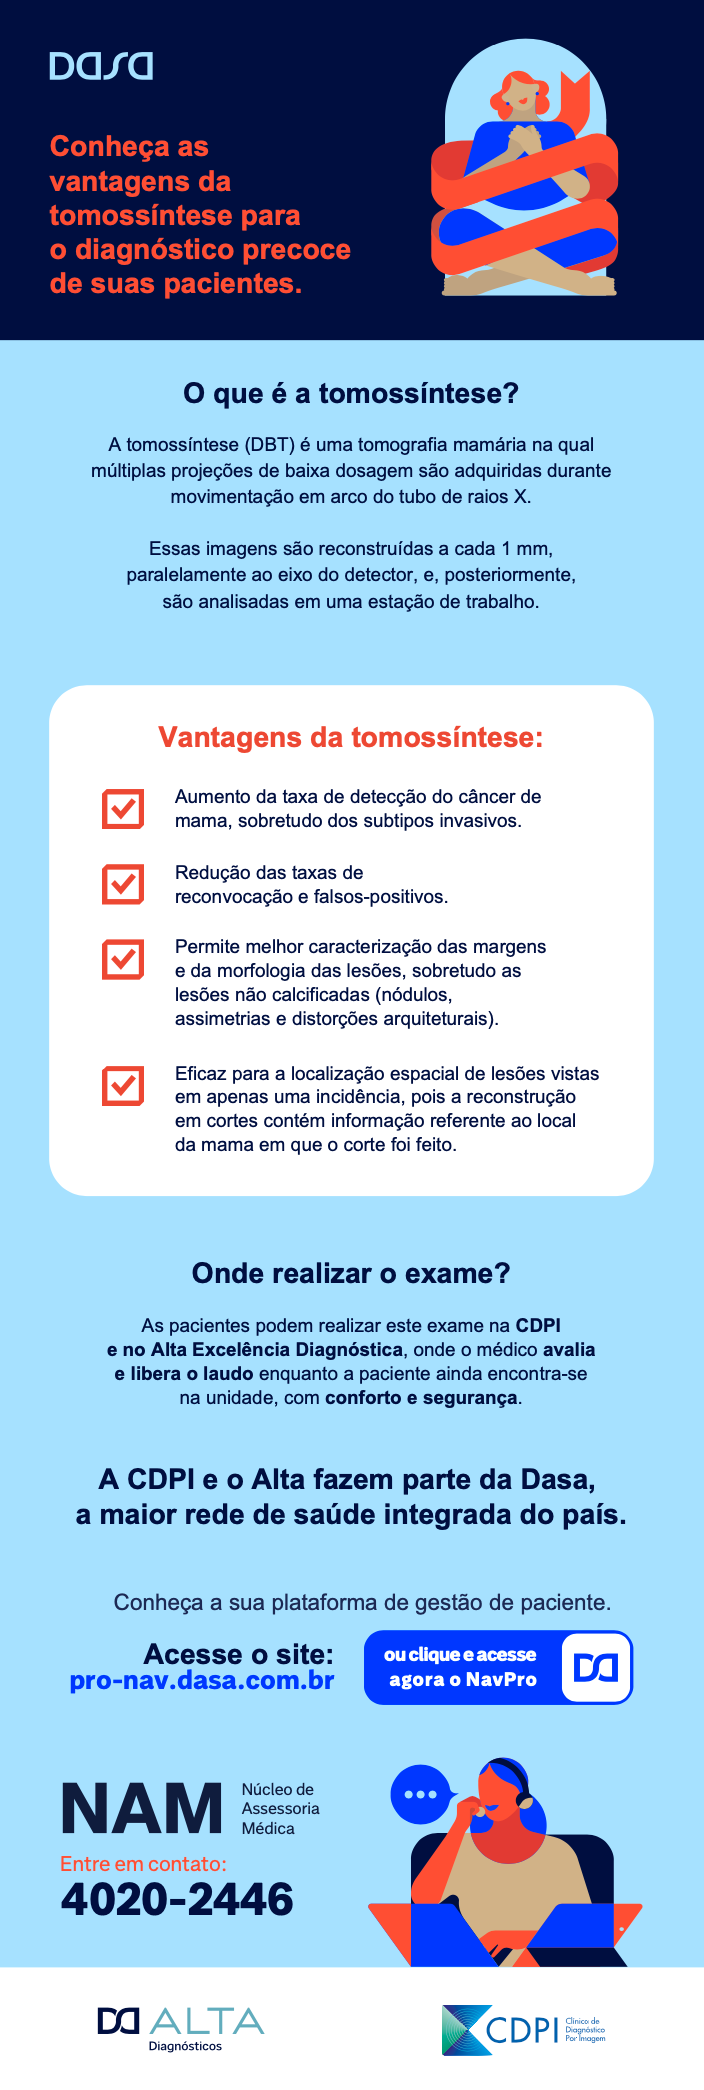 Dasa
Conheça as
vantagens da
tomossíntese para
o diagnóstico precoce
de suas pacientes.
O que é a tomossíntese?
A tomossíntese (DBT) é uma tomografia mamária na qual
múltiplas projeções de baixa dosagem são adquiridas durante
movimentação em arco do tubo de raios X.
Essas imagens são reconstruídas a cada 1 mm,
paralelamente ao eixo do detector, e, posteriormente,
são analisadas em uma estação de trabalho.
Vantagens da tomossíntese:
Aumento da taxa de detecção do câncer de
mama, sobretudo dos subtipos invasivos.
Redução das taxas de
reconvocação e falsos-positivos.
Permite melhor caracterização das margens
e da morfologia das lesões, sobretudo as
lesões não calcificadas (nódulos,
assimetrias e distorções arquiteturais).
Eficaz para a localização espacial de lesões vistas
em apenas uma incidência, pois a reconstrução
em cortes contém informação referente ao local
da mama em que o corte foi feito.
Onde realizar o exame?
As pacientes podem realizar este exame na CDPI
e no Alta Excelência Diagnóstica, onde o médico avalia
e libera o laudo enquanto a paciente ainda encontra-se
na unidade, com conforto e segurança.
A CDPI e o Alta fazem parte da Dasa,
a maior rede de saúde integrada do país.
Conheça a sua plataforma de gestão de paciente.
Acesse o site:
pro-nav.dasa.com.br
ou clique e acesse
agora o NavPro
NAM
Núcleo de
Assessoria
Médica
Entre em contato:
4020-2446
ALTA
Diagnósticos
CDPI
Clínica de
Diagnóstico
Por Imagem